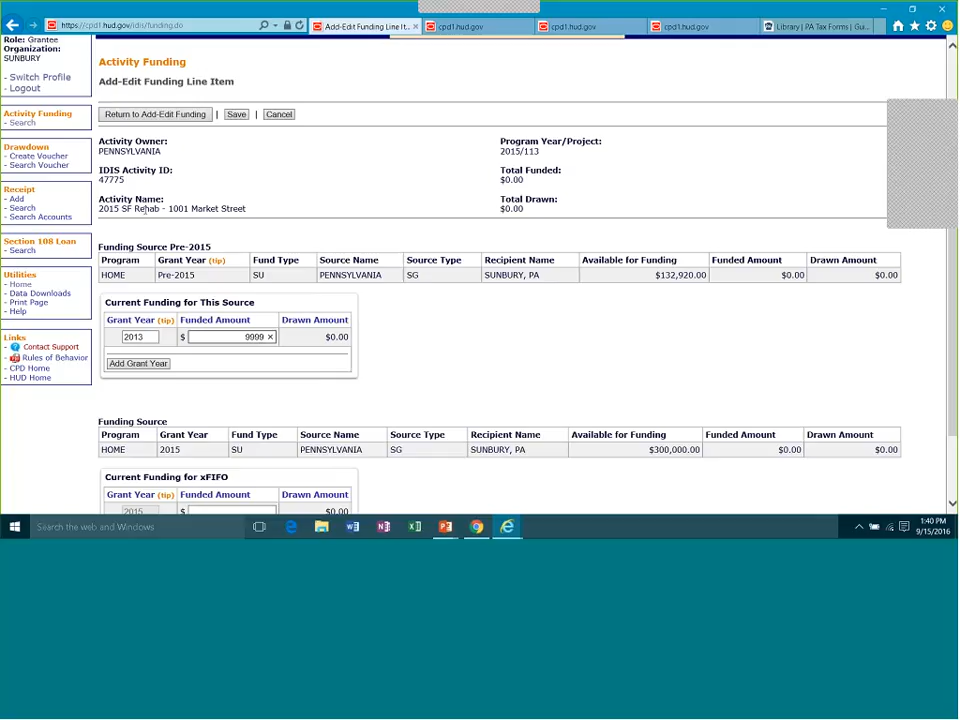 https://cpd1.hud.gov/idis/funding.do
Add-Edit Funding Line It...
cpd1.hud.gov
cpd1.hud.gov
cpd1.hud.gov
Library | PA Tax Forms | Gui...
Role: Grantee
Organization:
SUNBURY
- Switch Profile
- Logout
Activity Funding
- Search
Drawdown
- Create Voucher
- Search Voucher
Receipt
- Add
- Search
- Search Accounts
Section 108 Loan
- Search
Utilities
- Home
- Data Downloads
- Print Page
- Help
Links
- Contact Support
- Rules of Behavior
- CPD Home
- HUD Home
Activity Funding
Add-Edit Funding Line Item
Return to Add-Edit Funding | Save | Cancel
Activity Owner:
PENNSYLVANIA
Program Year/Project:
2015/113
IDIS Activity ID:
47775
Total Funded:
$0.00
Activity Name:
2015 SF Rehab - 1001 Market Street
Total Drawn:
$0.00
Funding Source Pre-2015
Program Grant Year (tip) Fund Type Source Name Source Type Recipient Name Available for Funding Funded Amount Drawn Amount
HOME Pre-2015 SU PENNSYLVANIA SG SUNBURY, PA $132,920.00 $0.00 $0.00
Current Funding for This Source
Grant Year (tip) Funded Amount Drawn Amount
2013 $ 9999 × $0.00
Add Grant Year
Funding Source
Program Grant Year Fund Type Source Name Source Type Recipient Name Available for Funding Funded Amount Drawn Amount
HOME 2015 SU PENNSYLVANIA SG SUNBURY, PA $300,000.00 $0.00 $0.00
Current Funding for xFIFO
Grant Year (tip) Funded Amount Drawn Amount
2015 $ $0.00
Search the web and Windows
1:40 PM
9/15/2016